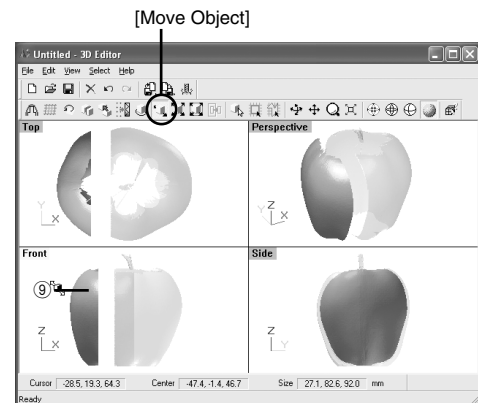 [Move Object]
Untitled - 3D Editor
File Edit View Select Help
Top
Perspective
Y
X
Z
Y X
Front
Side
9
Z
X
Z
Y
Cursor -28.5, 19.3, 64.3 Center -47.4, -1.4, 46.7 Size 27.1, 82.6, 92.0 mm
Ready